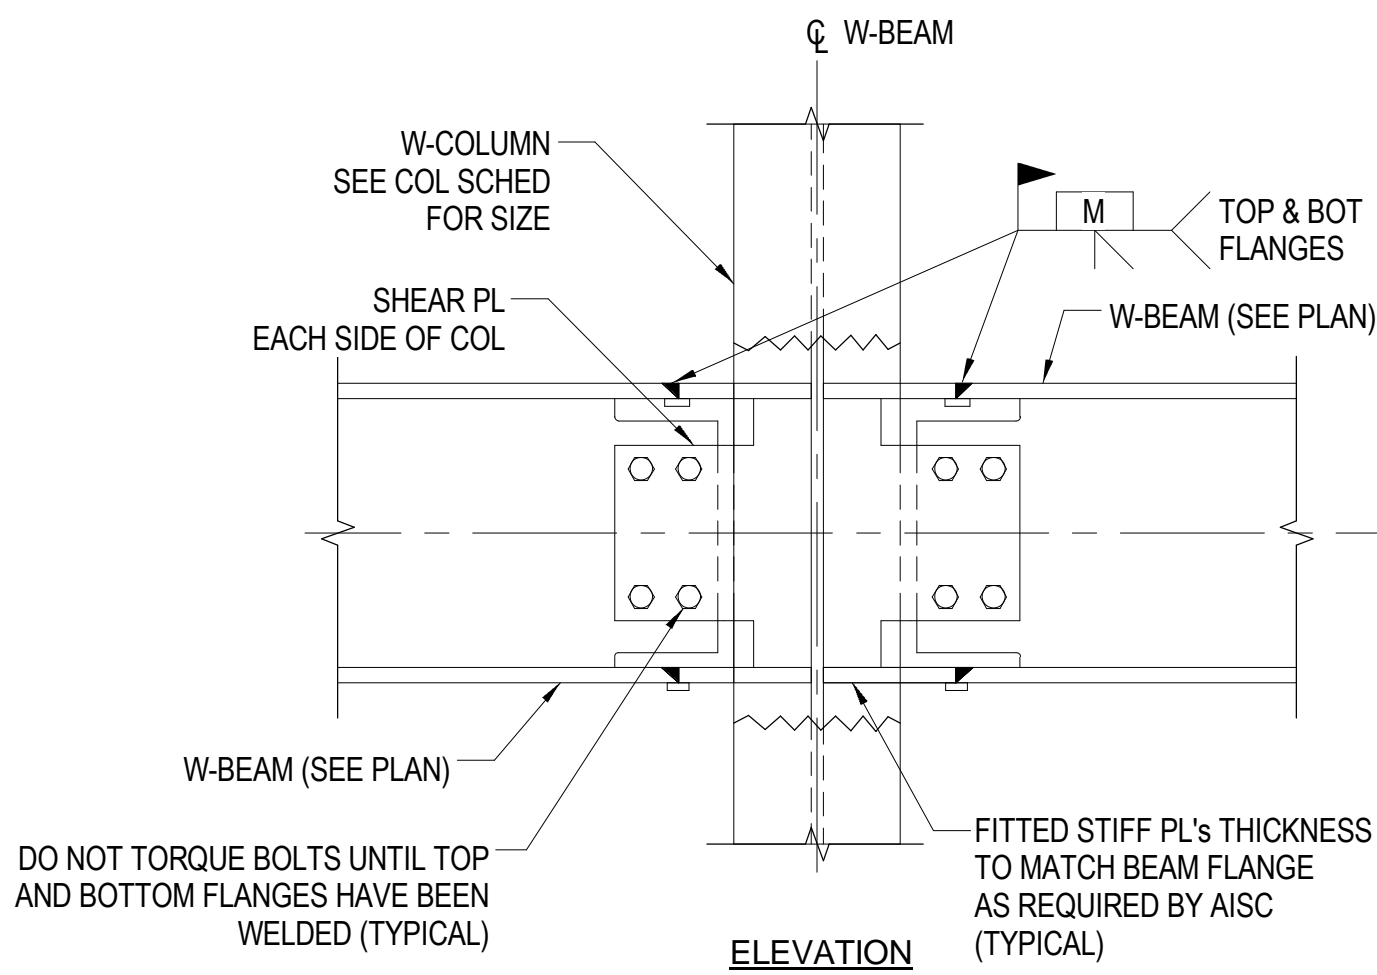 ℄ W-BEAM
W-COLUMN
SEE COL SCHED
FOR SIZE
M
TOP & BOT
FLANGES
SHEAR PL
EACH SIDE OF COL
W-BEAM (SEE PLAN)
W-BEAM (SEE PLAN)
DO NOT TORQUE BOLTS UNTIL TOP
AND BOTTOM FLANGES HAVE BEEN
WELDED (TYPICAL)
FITTED STIFF PL's THICKNESS
TO MATCH BEAM FLANGE
AS REQUIRED BY AISC
(TYPICAL)
ELEVATION